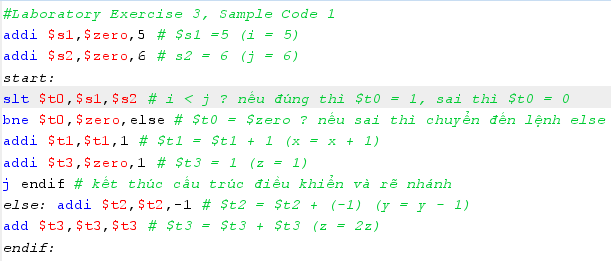 #Laboratory Exercise 3, Sample Code 1
addi $s1,$zero,5 # $s1 =5 (i = 5)
addi $s2,$zero,6 # s2 = 6 (j = 6)
start:
slt $t0,$s1,$s2 # i < j ? nếu đúng thì $t0 = 1, sai thì $t0 = 0
bne $t0,$zero,else # $t0 = $zero ? nếu sai thì chuyển đến lệnh else
addi $t1,$t1,1 # $t1 = $t1 + 1 (x = x + 1)
addi $t3,$zero,1 # $t3 = 1 (z = 1)
j endif # kết thúc cấu trúc điều khiển và rẽ nhánh
else: addi $t2,$t2,-1 # $t2 = $t2 + (-1) (y = y - 1)
add $t3,$t3,$t3 # $t3 = $t3 + $t3 (z = 2z)
endif: